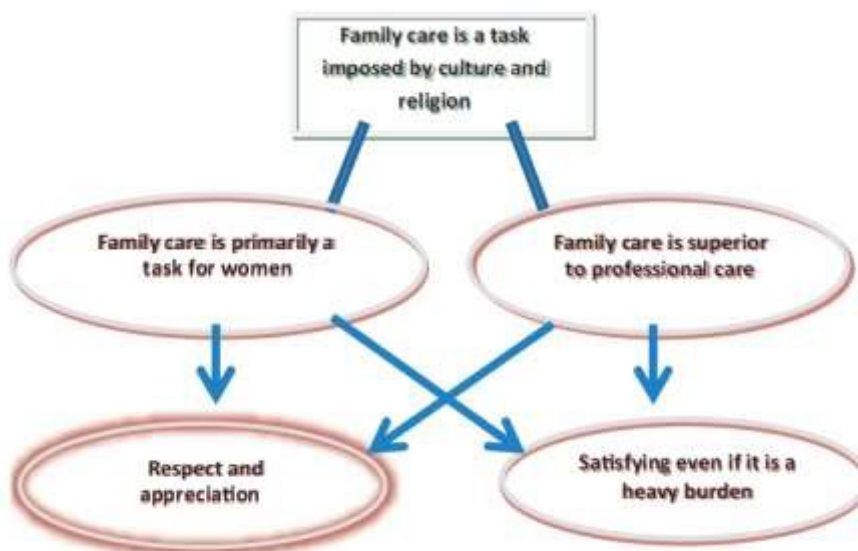 Family care is a task
imposed by culture and
religion
Family care is primarily a
task for women
Family care is superior
to professional care
Respect and
appreciation
Satisfying even if it is a
heavy burden